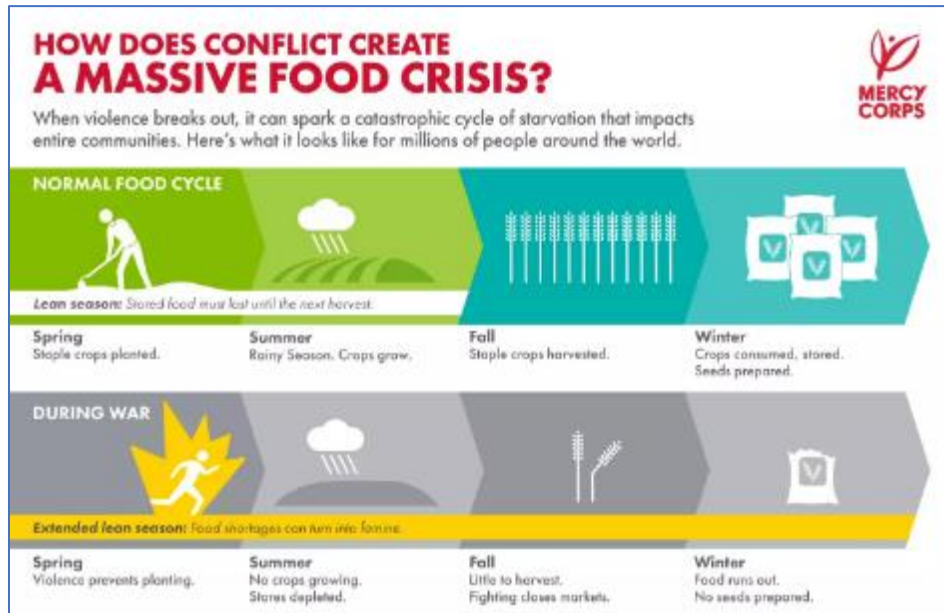 HOW DOES CONFLICT CREATE
A MASSIVE FOOD CRISIS?
MERCY
CORPS
When violence breaks out, it can spark a catastrophic cycle of starvation that impacts
entire communities. Here's what it looks like for millions of people around the world.
NORMAL FOOD CYCLE
Lean season: Stored food must last until the next harvest.
Spring
Staple crops planted.
Summer
Rainy Season. Crops grow.
Fall
Staple crops harvested.
Winter
Crops consumed, stored.
Seeds prepared.
DURING WAR
Extended lean season: Food shortages can turn into famine.
Spring
Violence prevents planting.
Summer
No crops growing.
Stores depleted.
Fall
Little to harvest.
Fighting closes markets.
Winter
Food runs out.
No seeds prepared.